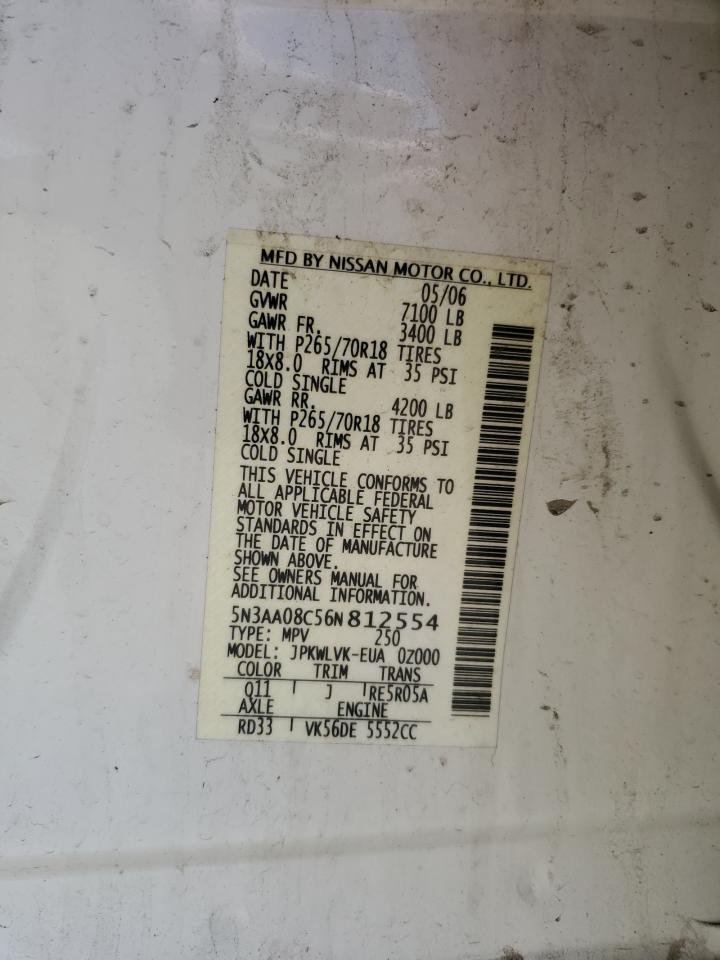 MFD BY NISSAN MOTOR CO., LTD.
DATE 05/06
GVWR 7100 LB
GAWR FR. 3400 LB
WITH P265/70R18 TIRES
18X8.0 RIMS AT 35 PSI
COLD SINGLE
GAWR RR. 4200 LB
WITH P265/70R18 TIRES
18X8.0 RIMS AT 35 PSI
COLD SINGLE
THIS VEHICLE CONFORMS TO
ALL APPLICABLE FEDERAL
MOTOR VEHICLE SAFETY
STANDARDS IN EFFECT ON
THE DATE OF MANUFACTURE
SHOWN ABOVE.
SEE OWNERS MANUAL FOR
ADDITIONAL INFORMATION.
5N3AA08C56N812554
TYPE: MPV 250
MODEL: JPKWLVK-EUA 0Z000
COLOR TRIM TRANS
Q11 J RE5R05A
AXLE ENGINE
RD33 VK56DE 5552CC